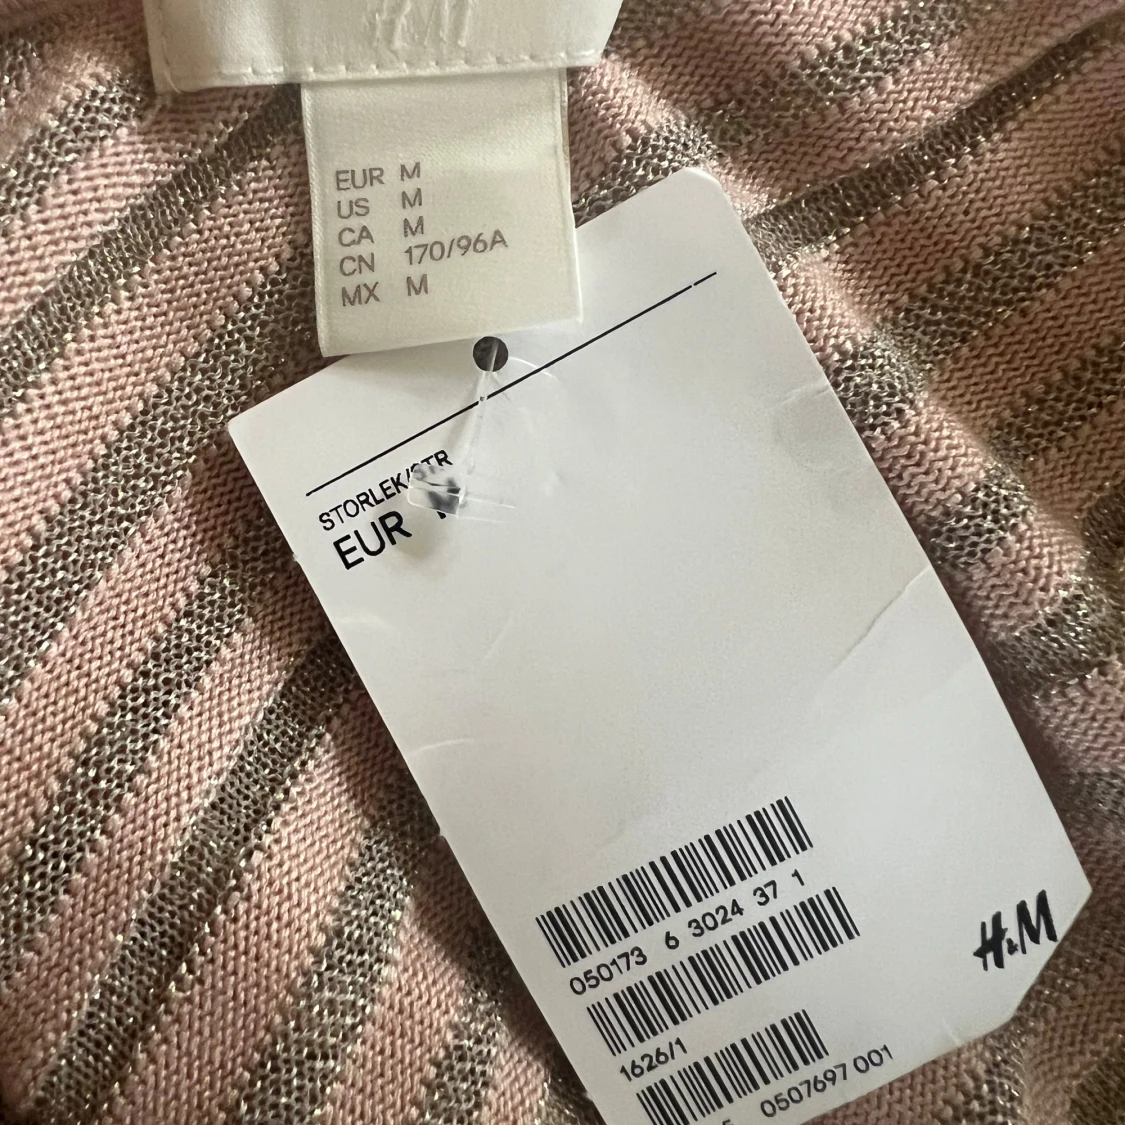 H&M
EUR M
US M
CA M
CN 170/96A
MX M
STORLEK/STR
EUR
050173 6 3024 37 1
1626/1
0507697 001
H&M